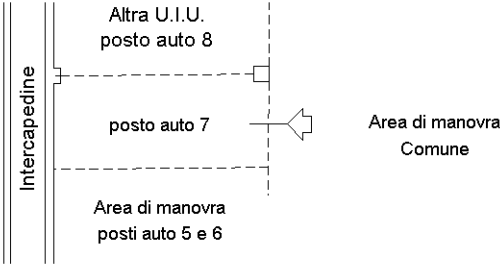 Altra U.I.U.
posto auto 8
Intercapedine
posto auto 7
Area di manovra
Comune
Area di manovra
posti auto 5 e 6